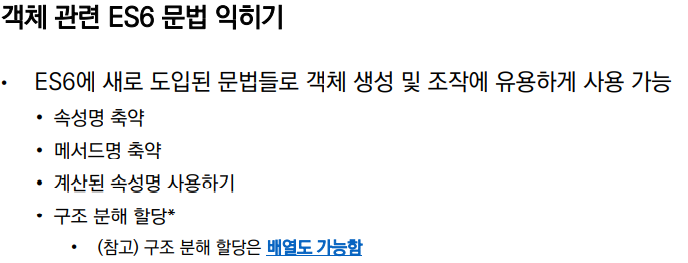 객체 관련 ES6 문법 익히기
• ES6에 새로 도입된 문법들로 객체 생성 및 조작에 유용하게 사용 가능
• 속성명 축약
• 메서드명 축약
• 계산된 속성명 사용하기
• 구조 분해 할당*
• (참고) 구조 분해 할당은 배열도 가능함